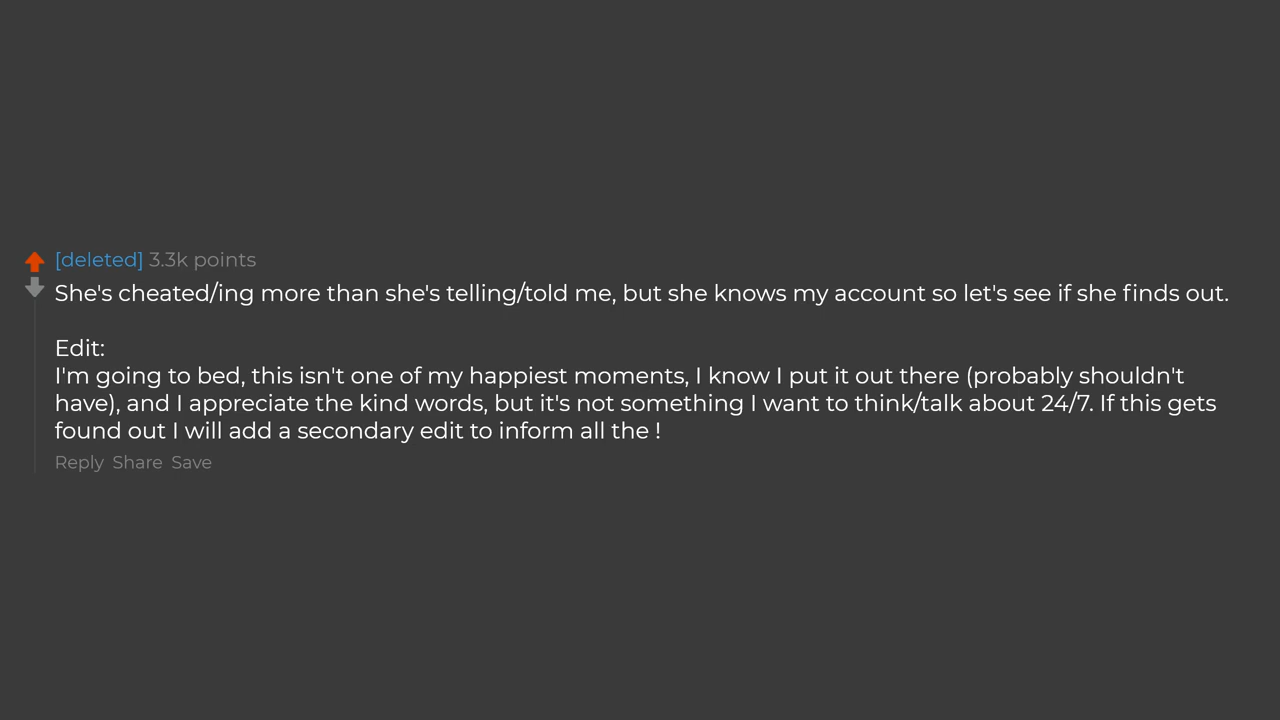 [deleted] 3.3k points
She's cheated/ing more than she's telling/told me, but she knows my account so let's see if she finds out.
Edit:
I'm going to bed, this isn't one of my happiest moments, I know I put it out there (probably shouldn't
have), and I appreciate the kind words, but it's not something I want to think/talk about 24/7. If this gets
found out I will add a secondary edit to inform all the !
Reply Share Save